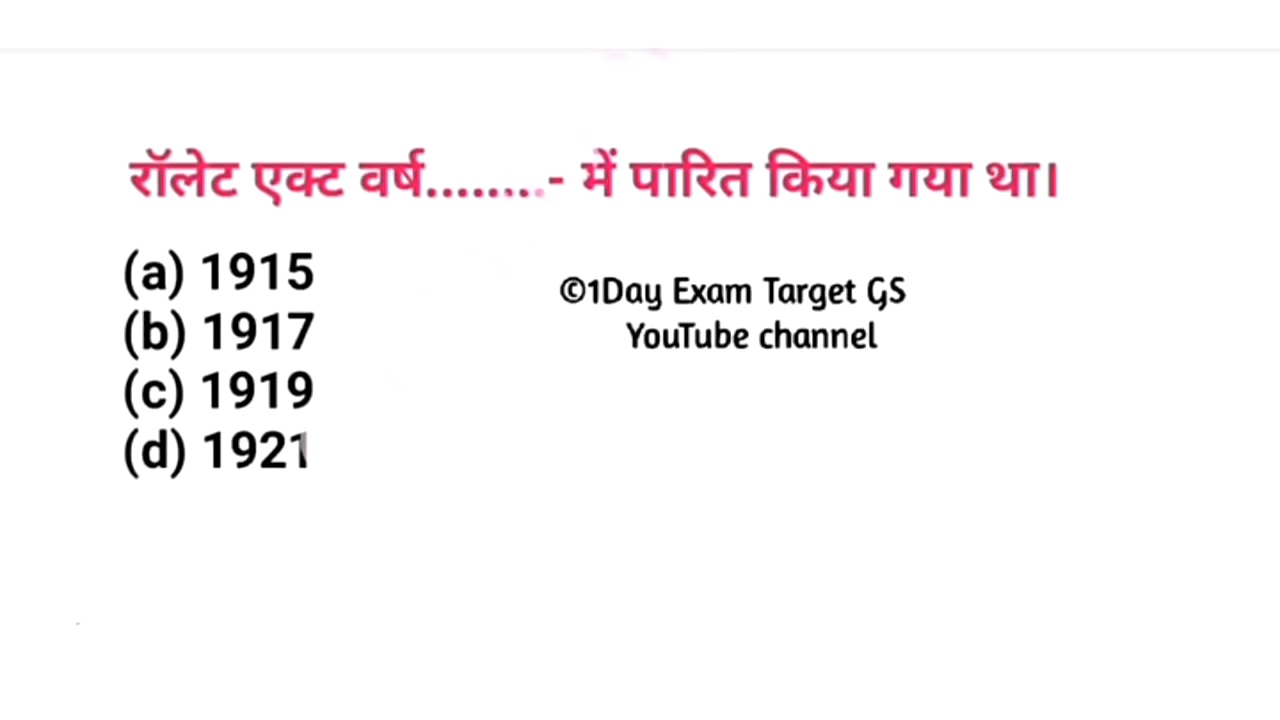 रॉलेट एक्ट वर्ष........- में पारित किया गया था।
(a) 1915
(b) 1917
(c) 1919
(d) 1921
©1Day Exam Target GS
YouTube channel